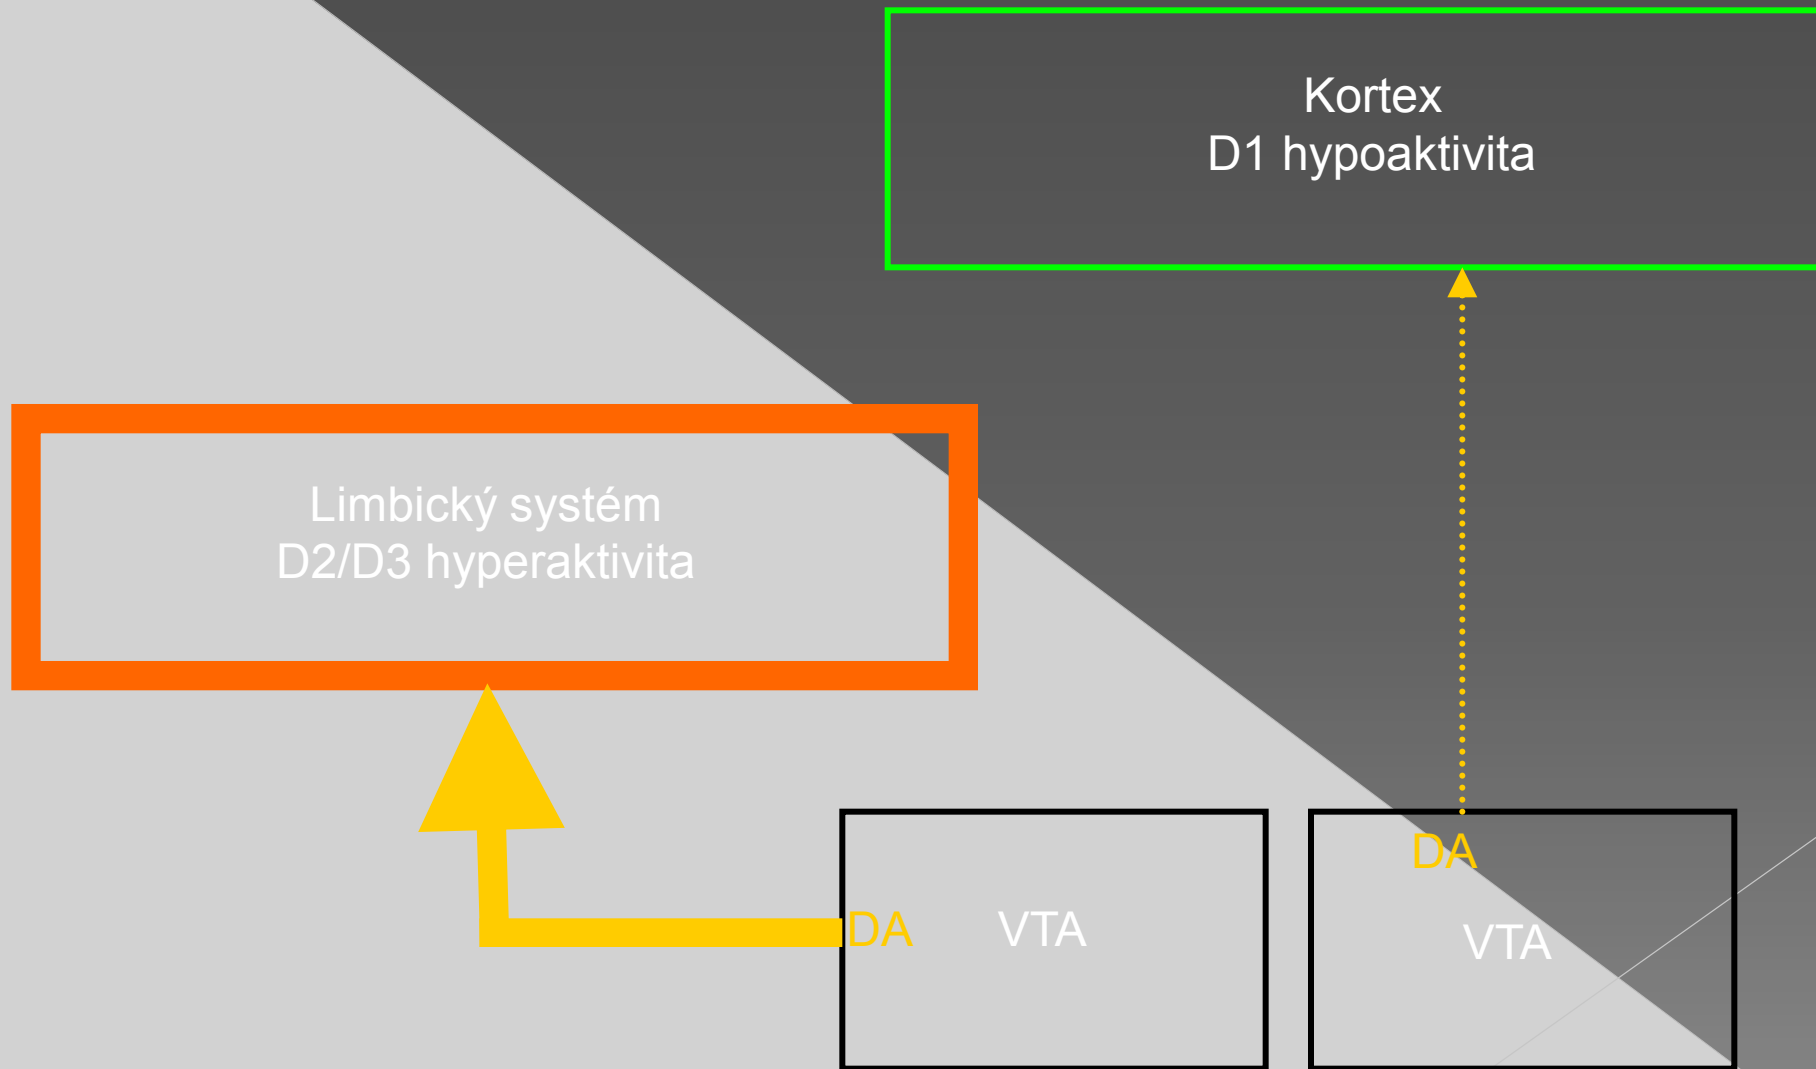 Kortex
D1 hypoaktivita
Limbický systém
D2/D3 hyperaktivita
DA
DA
VTA
VTA